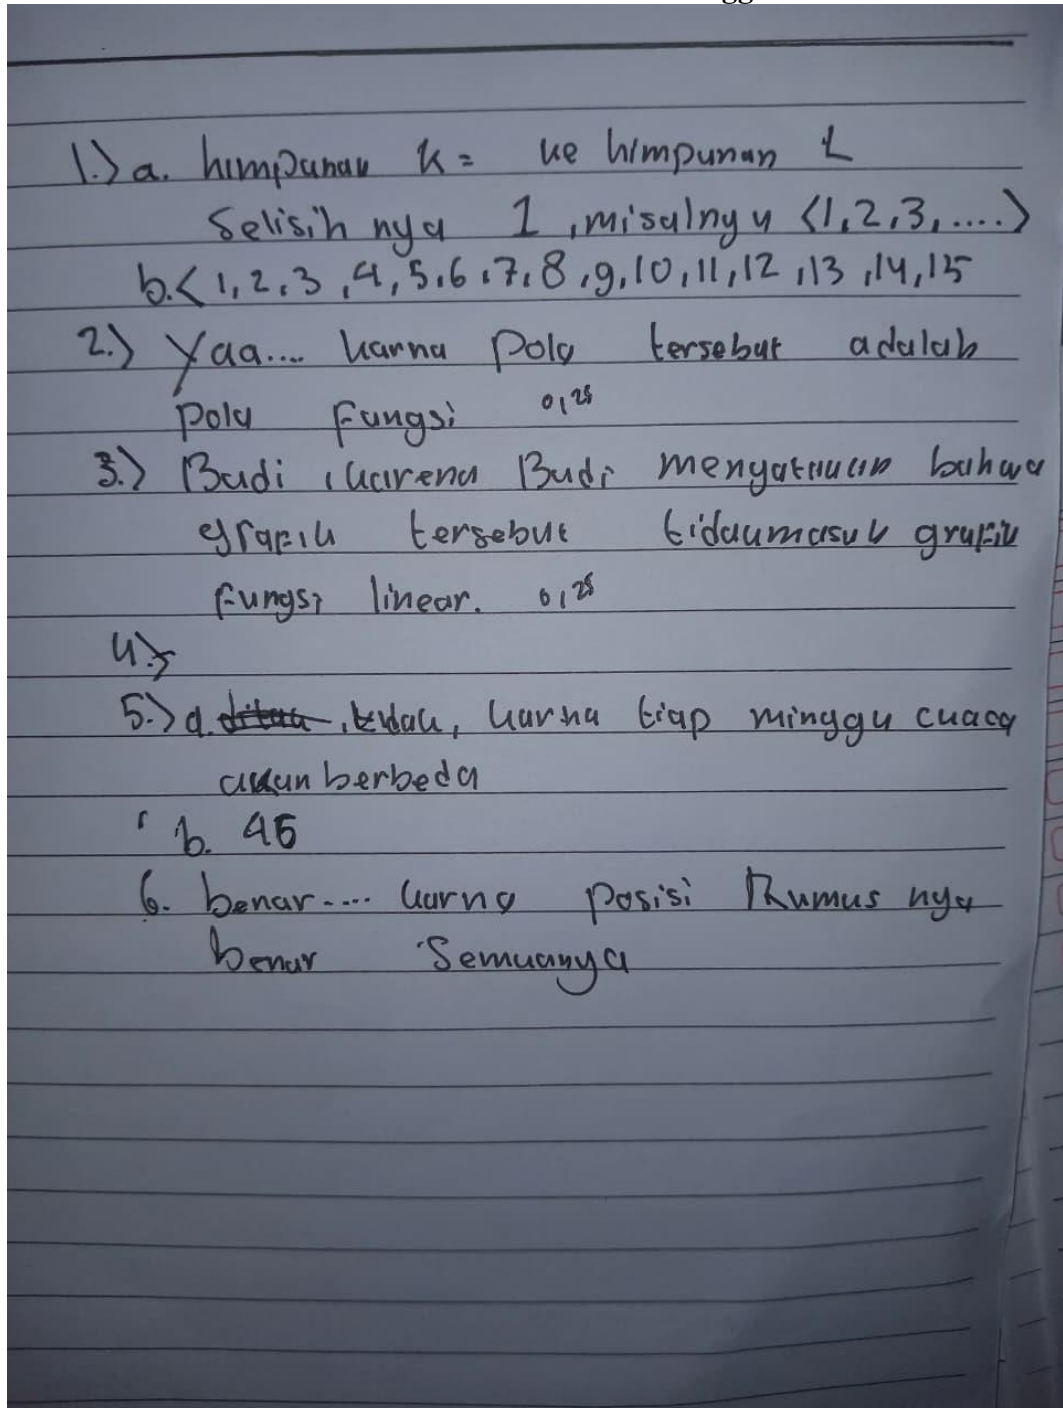 1.) a. himpunan K = ke himpunan L
Selisih nya 1, misalnya <1,2,3,....>
b.< 1, 2, 3, 4, 5, 6, 7, 8, 9, 10, 11, 12, 13, 14, 15
2.) Yaa.... karna pola tersebut adalah
pola fungsi 0,25
3.) Budi, karena Budi menyatakan bahwa
grafik tersebut tidak masuk grafik
fungsi linear. 0,25
4.>
5.) a. tidak, karna tiap minggu cuaca
akan berbeda
b. 45
6. benar.... karna posisi Rumus nya
benar semuanya